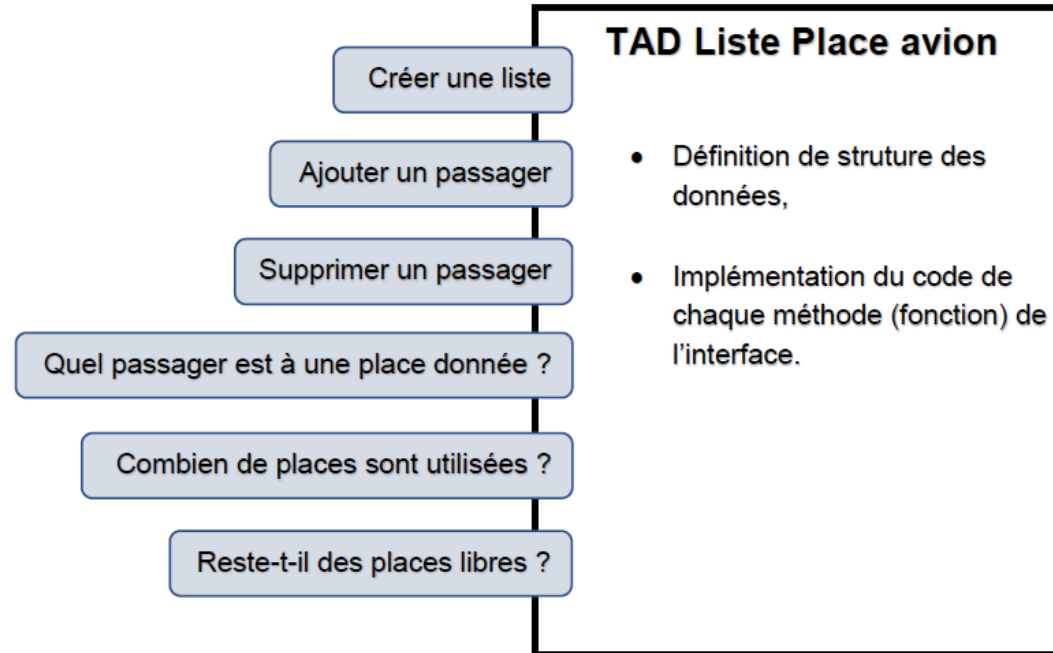 TAD Liste Place avion
Créer une liste
Ajouter un passager
Supprimer un passager
Quel passager est à une place donnée ?
Combien de places sont utilisées ?
Reste-t-il des places libres ?
• Définition de struture des
données,
• Implémentation du code de
chaque méthode (fonction) de
l’interface.